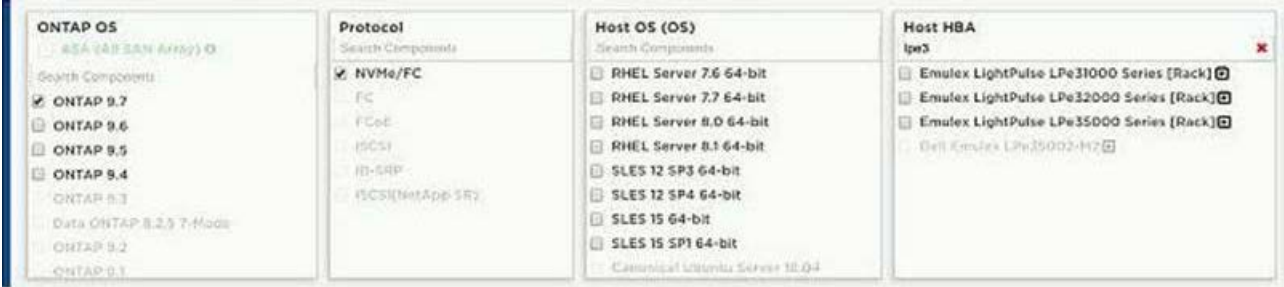 ONTAP OS
ASA (All SAN Array)
Search Components
ONTAP 9.7
ONTAP 9.6
ONTAP 9.5
ONTAP 9.4
ONTAP 9.3
Data ONTAP 8.2.5 7-Mode
ONTAP 9.2
ONTAP 9.1
Protocol
Search Components
NVMe/FC
FC
FCoE
iSCSI
IB-SRP
iSCSI(NetApp SR)
Host OS (OS)
Search Components
RHEL Server 7.6 64-bit
RHEL Server 7.7 64-bit
RHEL Server 8.0 64-bit
RHEL Server 8.1 64-bit
SLES 12 SP3 64-bit
SLES 12 SP4 64-bit
SLES 15 64-bit
SLES 15 SP1 64-bit
Canonical Ubuntu Server 18.04
Host HBA
lpe3
Emulex LightPulse LPe31000 Series [Rack]
Emulex LightPulse LPe32000 Series [Rack]
Emulex LightPulse LPe35000 Series [Rack]
Dell Emulex LPe35002-M2